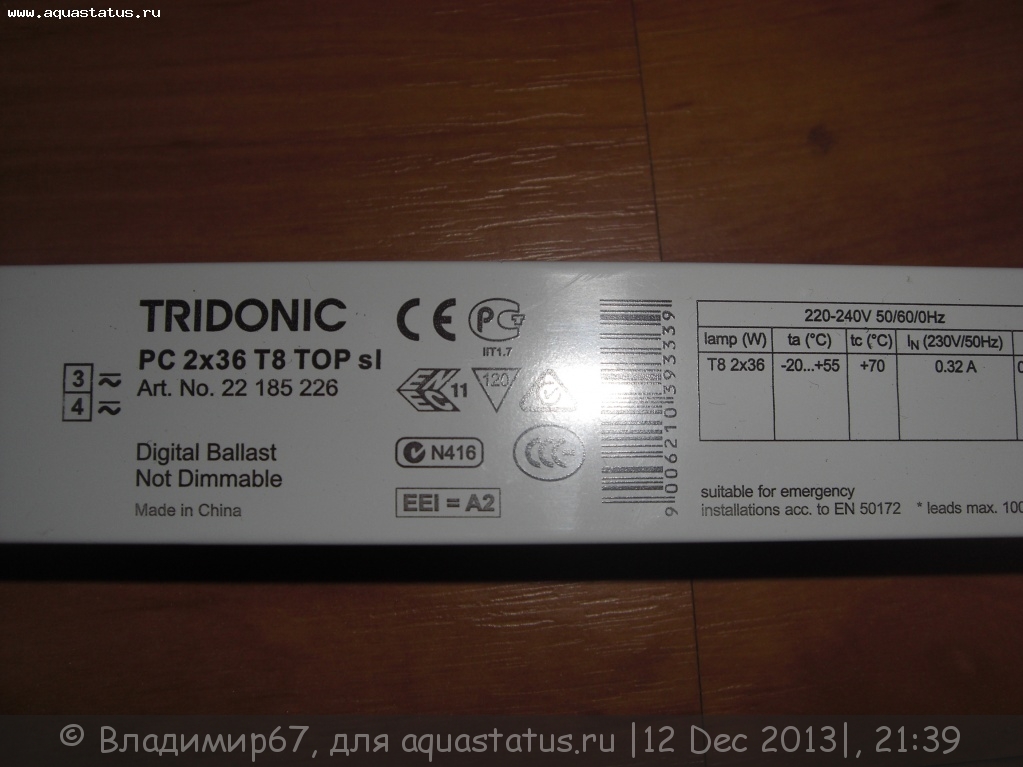 www.aquastatus.ru
TRIDONIC
PC 2x36 T8 TOP sl
Art. No. 22 185 226
3
4
Digital Ballast
Not Dimmable
Made in China
CE
IIT1.7
11
120
N416
EEI = A2
9 006210 393339
220-240V 50/60/0Hz
lamp (W) ta (°C) tc (°C) IN (230V/50Hz)
T8 2x36 -20...+55 +70 0.32 A
suitable for emergency
installations acc. to EN 50172 * leads max. 100
© Владимир67, для aquastatus.ru |12 Dec 2013|, 21:39